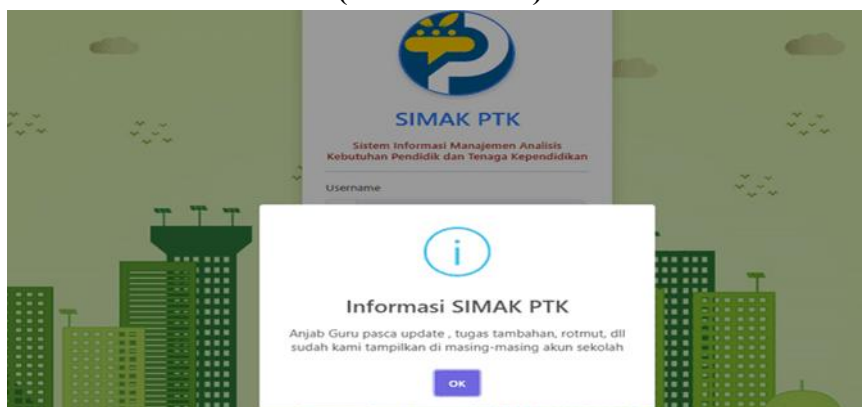 SIMAK PTK
Sistem Informasi Manajemen Analisis
Kebutuhan Pendidik dan Tenaga Kependidikan
Username
i
Informasi SIMAK PTK
Anjab Guru pasca update , tugas tambahan, rotmut, dll
sudah kami tampilkan di masing-masing akun sekolah
OK